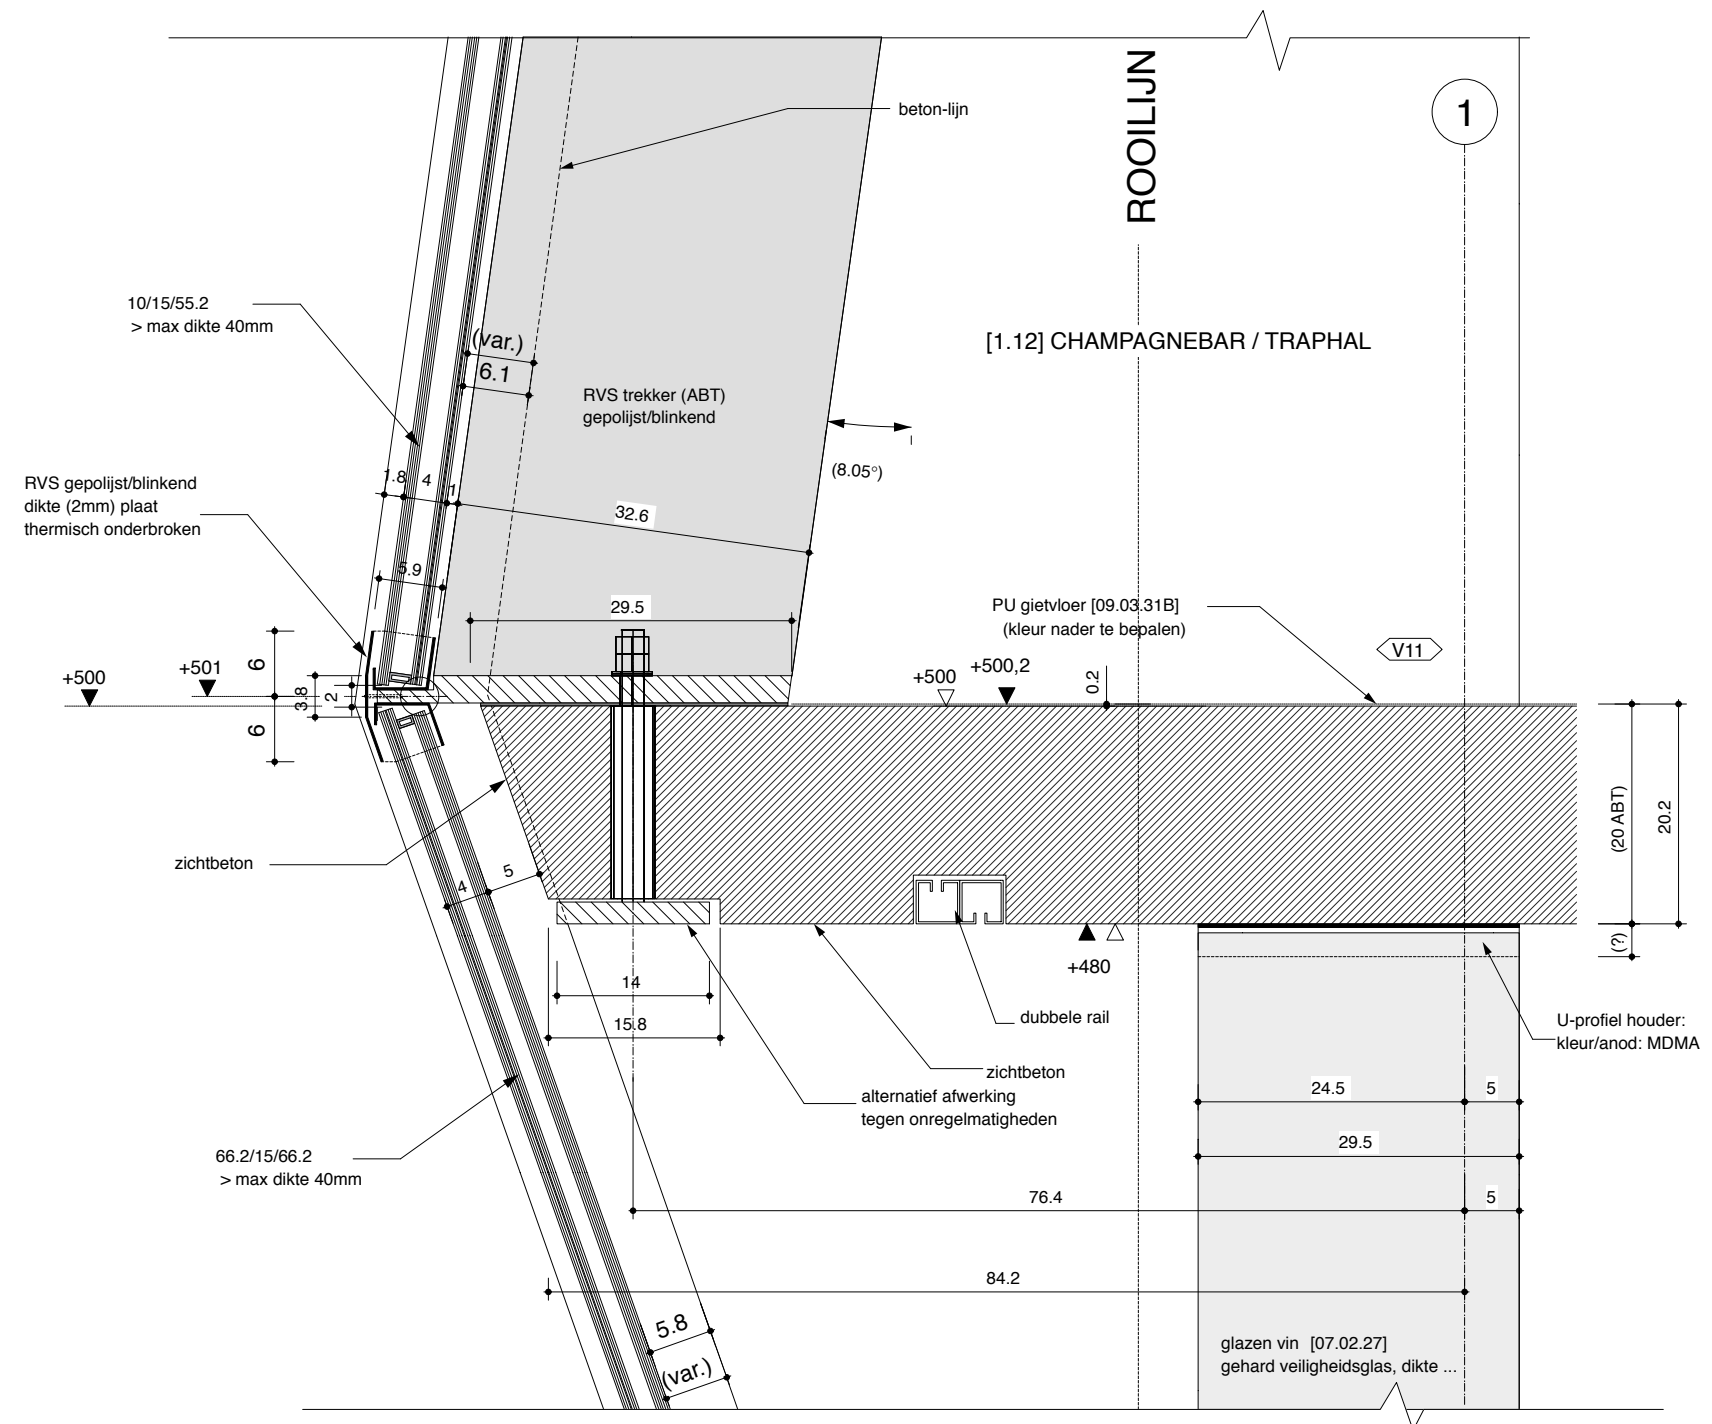 ROOILIJN
1
beton-lijn
10/15/55.2
> max dikte 40mm
(var.)
6.1
[1.12] CHAMPAGNEBAR / TRAPHAL
RVS trekker (ABT)
gepolijst/blinkend
(8.05°)
RVS gepolijst/blinkend
dikte (2mm) plaat
thermisch onderbroken
1.8
4
1
32.6
5.9
29.5
PU gietvloer [09.03.31B]
(kleur nader te bepalen)
V11
6
+500
+501
3.8
2
6
+500
+500,2
0.2
(20 ABT)
20.2
zichtbeton
4
5
(?)
+480
14
15.8
dubbele rail
U-profiel houder:
kleur/anod: MDMA
zichtbeton
alternatief afwerking
tegen onregelmatigheden
24.5
5
29.5
66.2/15/66.2
> max dikte 40mm
76.4
5
84.2
5.8
(var.)
glazen vin [07.02.27]
gehard veiligheidsglas, dikte ...